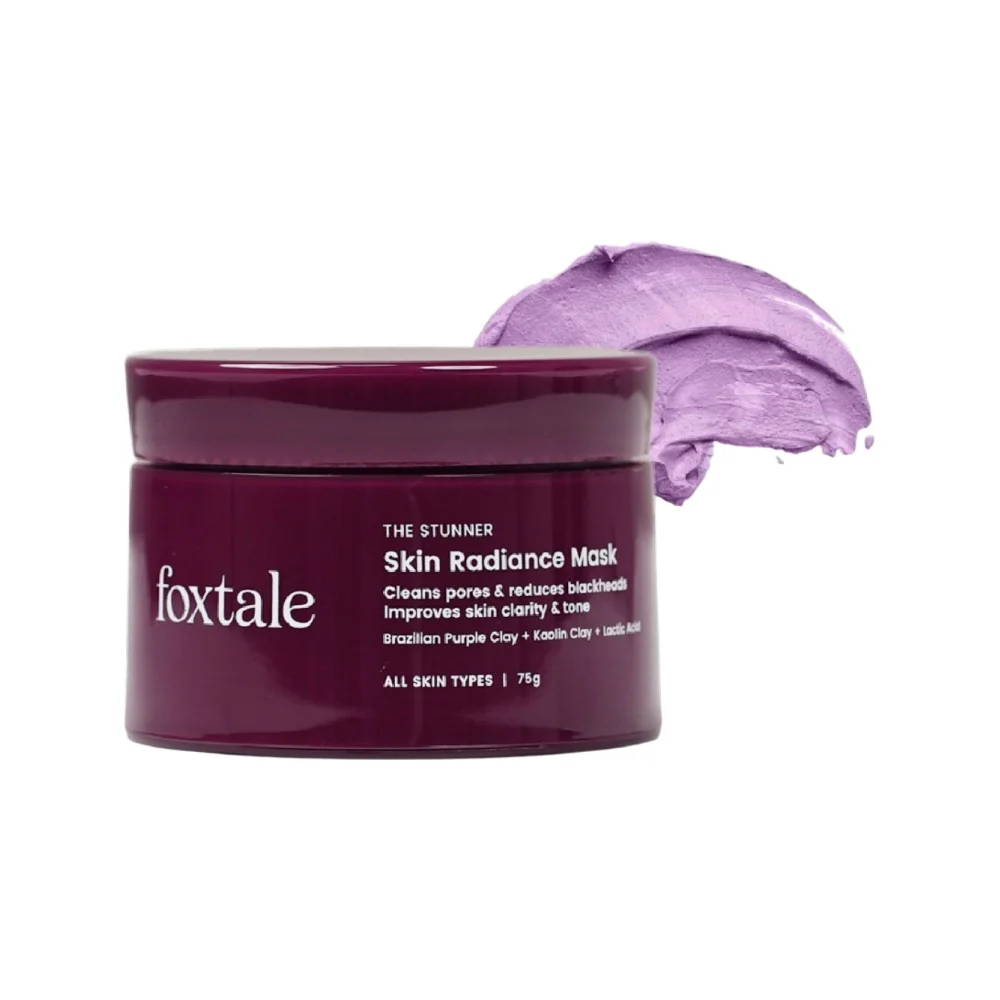 foxtale
THE STUNNER
Skin Radiance Mask
Cleans pores & reduces blackheads
Improves skin clarity & tone
Brazilian Purple Clay + Kaolin Clay + Lactic Acid
ALL SKIN TYPES | 75g